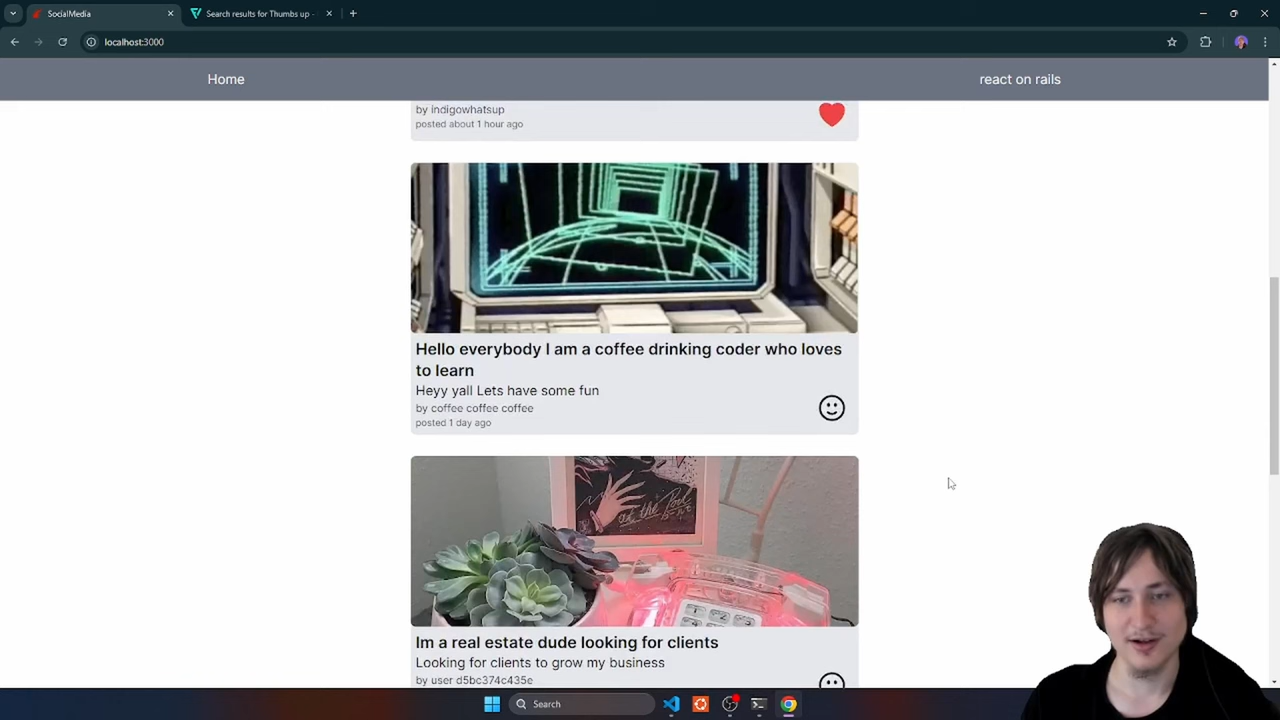 SocialMedia
Search results for Thumbs up -
localhost:3000
Home
react on rails
by indigowhatsup
posted about 1 hour ago
Hello everybody I am a coffee drinking coder who loves
to learn
Heyy yall Lets have some fun
by coffee coffee coffee
posted 1 day ago
at the
Im a real estate dude looking for clients
Looking for clients to grow my business
by user d5bc374c435e
Search